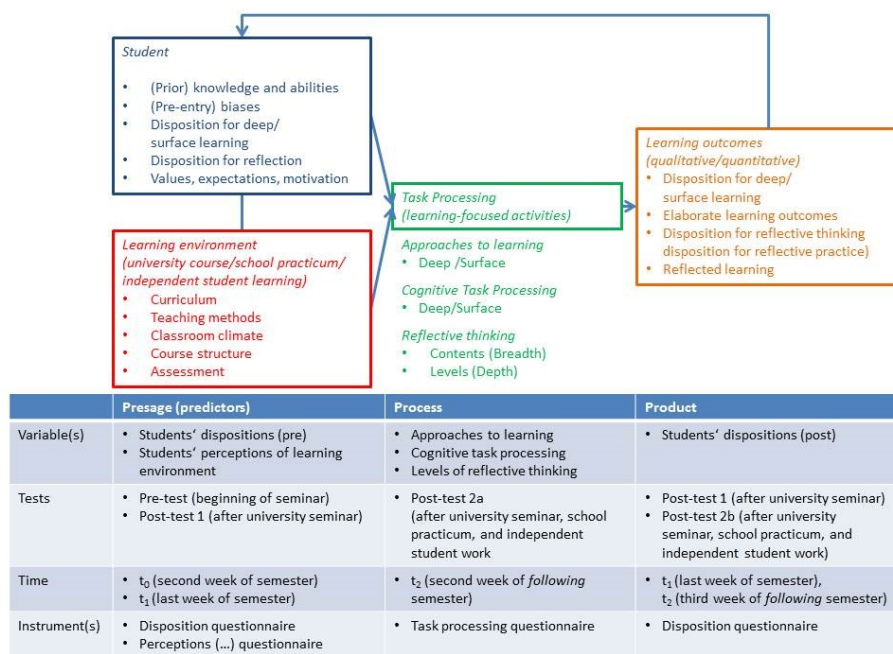 Student
• (Prior) knowledge and abilities
• (Pre-entry) biases
• Disposition for deep/
surface learning
• Disposition for reflection
• Values, expectations, motivation
Learning environment
(university course/school practicum/
independent student learning)
• Curriculum
• Teaching methods
• Classroom climate
• Course structure
• Assessment
Task Processing
(learning-focused activities)
Approaches to learning
• Deep /Surface
Cognitive Task Processing
• Deep/Surface
Reflective thinking
• Contents (Breadth)
• Levels (Depth)
Learning outcomes
(qualitative/quantitative)
• Disposition for deep/
surface learning
• Elaborate learning outcomes
• Disposition for reflective thinking
disposition for reflective practice)
• Reflected learning
Presage (predictors) Process Product
Variable(s)
• Students‘ dispositions (pre)
• Students‘ perceptions of learning
environment
• Approaches to learning
• Cognitive task processing
• Levels of reflective thinking
• Students‘ dispositions (post)
Tests
• Pre-test (beginning of seminar)
• Post-test 1 (after university seminar)
• Post-test 2a
(after university seminar, school
practicum, and independent
student work
• Post-test 1 (after university seminar)
• Post-test 2b (after university
seminar, school practicum, and
independent student work)
Time
• t0 (second week of semester)
• t1 (last week of semester)
• t2 (second week of following
semester)
• t1 (last week of semester),
t2 (third week of following semester)
Instrument(s)
• Disposition questionnaire
• Perceptions (...) questionnaire
• Task processing questionnaire
• Disposition questionnaire